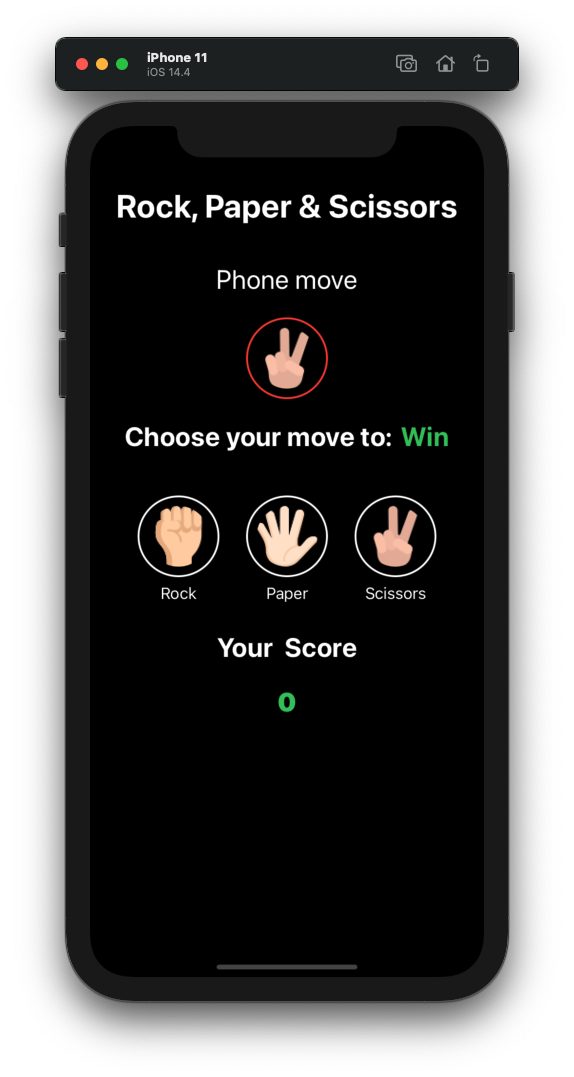 iPhone 11
iOS 14.4
Rock, Paper & Scissors
Phone move
Choose your move to: Win
Rock Paper Scissors
Your Score
0